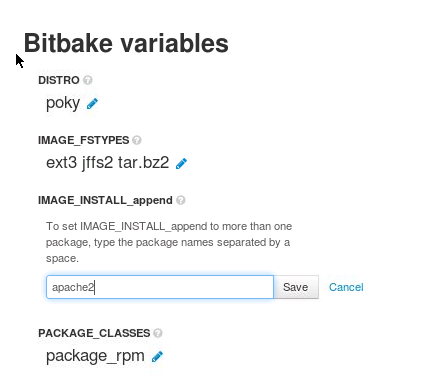 Bitbake variables
DISTRO ?
poky
IMAGE_FSTYPES ?
ext3 jffs2 tar.bz2
IMAGE_INSTALL_append ?
To set IMAGE_INSTALL_append to more than one
package, type the package names separated by a
space.
apache2 Save Cancel
PACKAGE_CLASSES ?
package_rpm